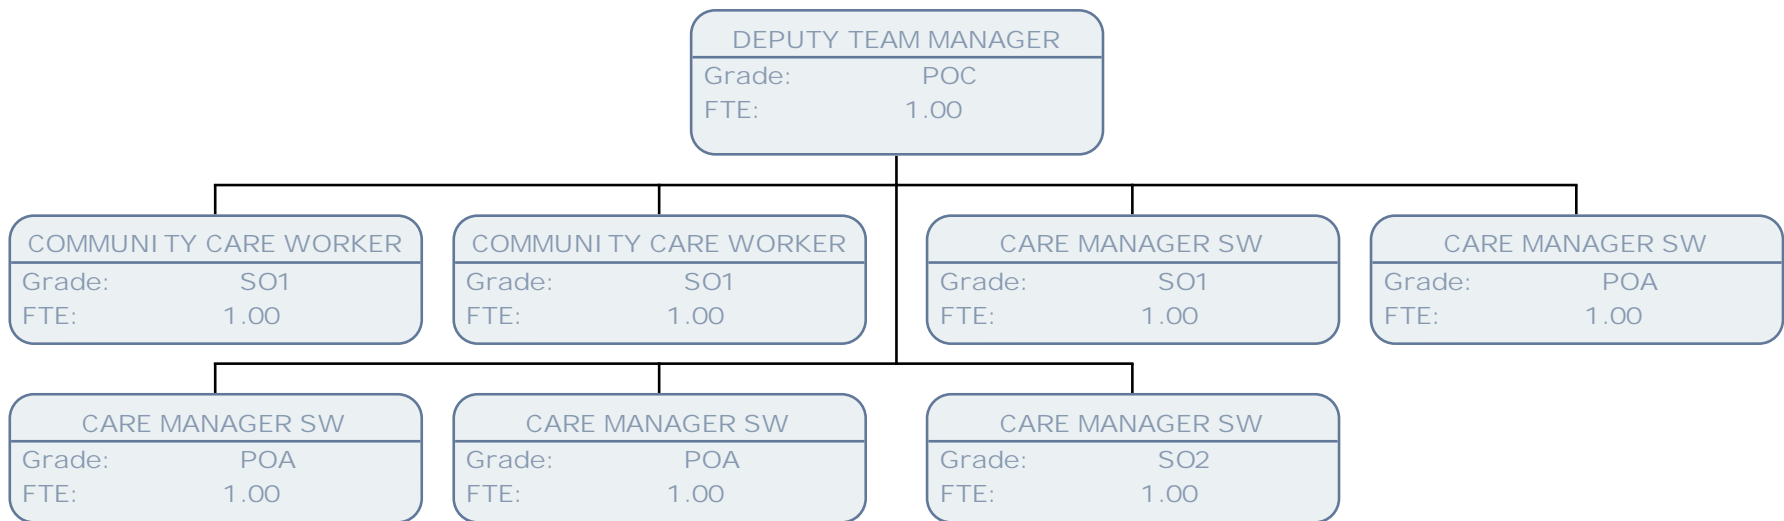 DEPUTY TEAM MANAGER
Grade: POC
FTE: 1.00
COMMUNITY CARE WORKER
Grade: SO1
FTE: 1.00
COMMUNITY CARE WORKER
Grade: SO1
FTE: 1.00
CARE MANAGER SW
Grade: SO1
FTE: 1.00
CARE MANAGER SW
Grade: POA
FTE: 1.00
CARE MANAGER SW
Grade: POA
FTE: 1.00
CARE MANAGER SW
Grade: POA
FTE: 1.00
CARE MANAGER SW
Grade: SO2
FTE: 1.00